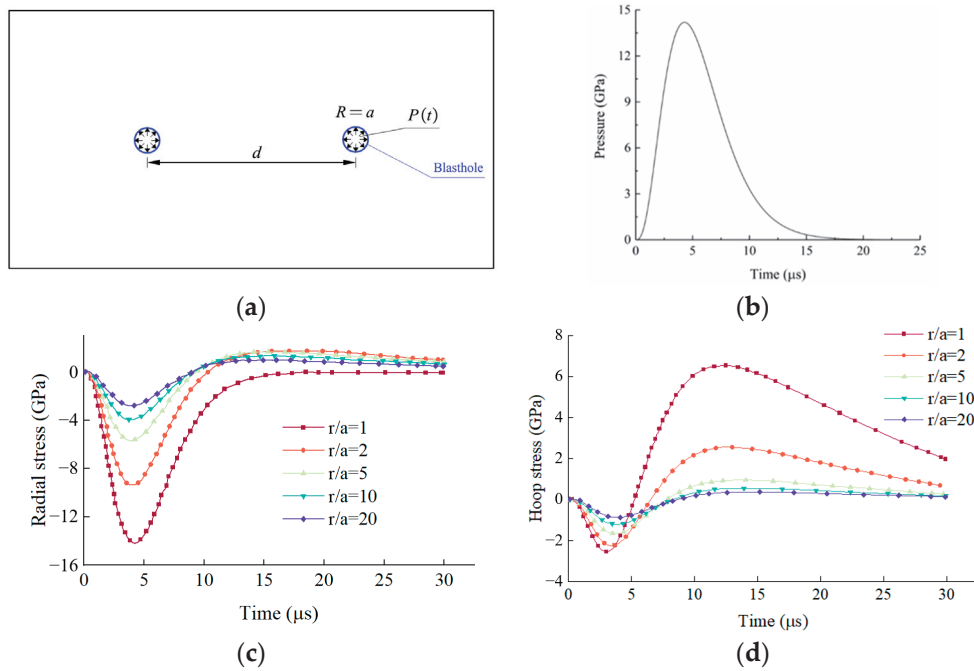 R = a
P(t)
d
Blasthole
(a)
15
12
9
6
3
0
Pressure (GPa)
0 5 10 15 20 25
Time (μs)
(b)
4
0
−4
−8
−12
−16
Radial stress (GPa)
r/a=1
r/a=2
r/a=5
r/a=10
r/a=20
0 5 10 15 20 25 30
Time (μs)
(c)
8
6
4
2
0
−2
−4
Hoop stress (GPa)
r/a=1
r/a=2
r/a=5
r/a=10
r/a=20
0 5 10 15 20 25 30
Time (μs)
(d)